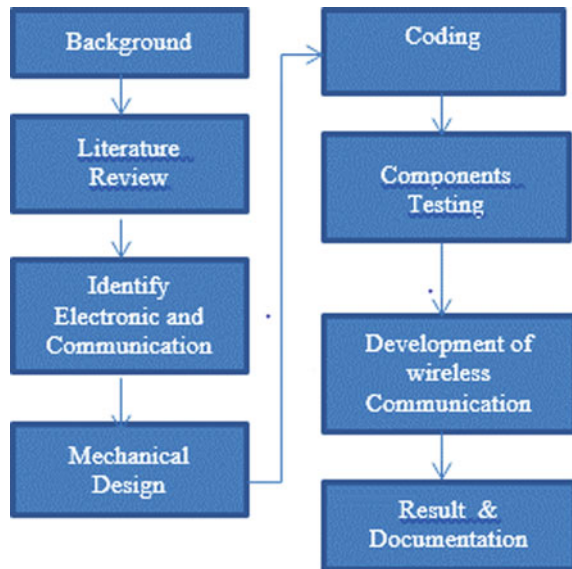 Background
Literature
Review
Identify
Electronic and
Communication
Mechanical
Design
Coding
Components
Testing
Development of
wireless
Communication
Result &
Documentation